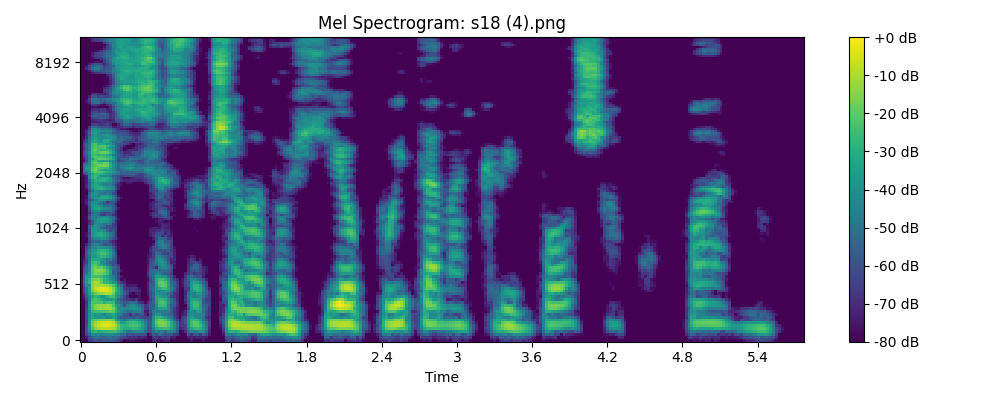 Mel Spectrogram: s18 (4).png
Hz
8192
4096
2048
1024
512
0
0 0.6 1.2 1.8 2.4 3 3.6 4.2 4.8 5.4
Time
+0 dB
-10 dB
-20 dB
-30 dB
-40 dB
-50 dB
-60 dB
-70 dB
-80 dB